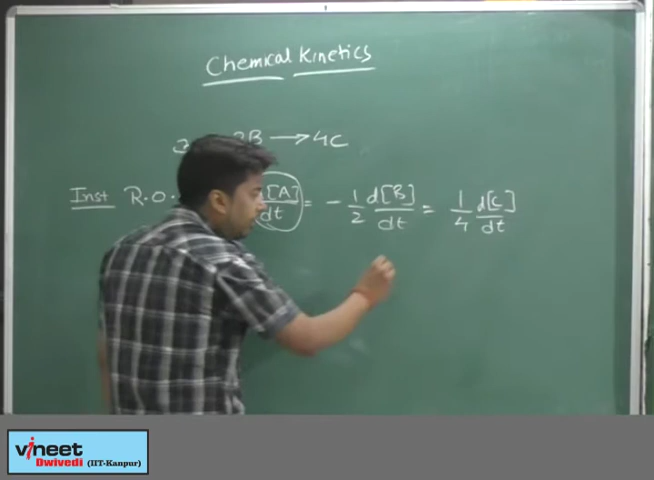 Chemical Kinetics
2B → 4C
Inst R.O. [A]/dt = - 1/2 d[B]/dt = 1/4 d[C]/dt
vineet
Dwivedi (IIT-Kanpur)